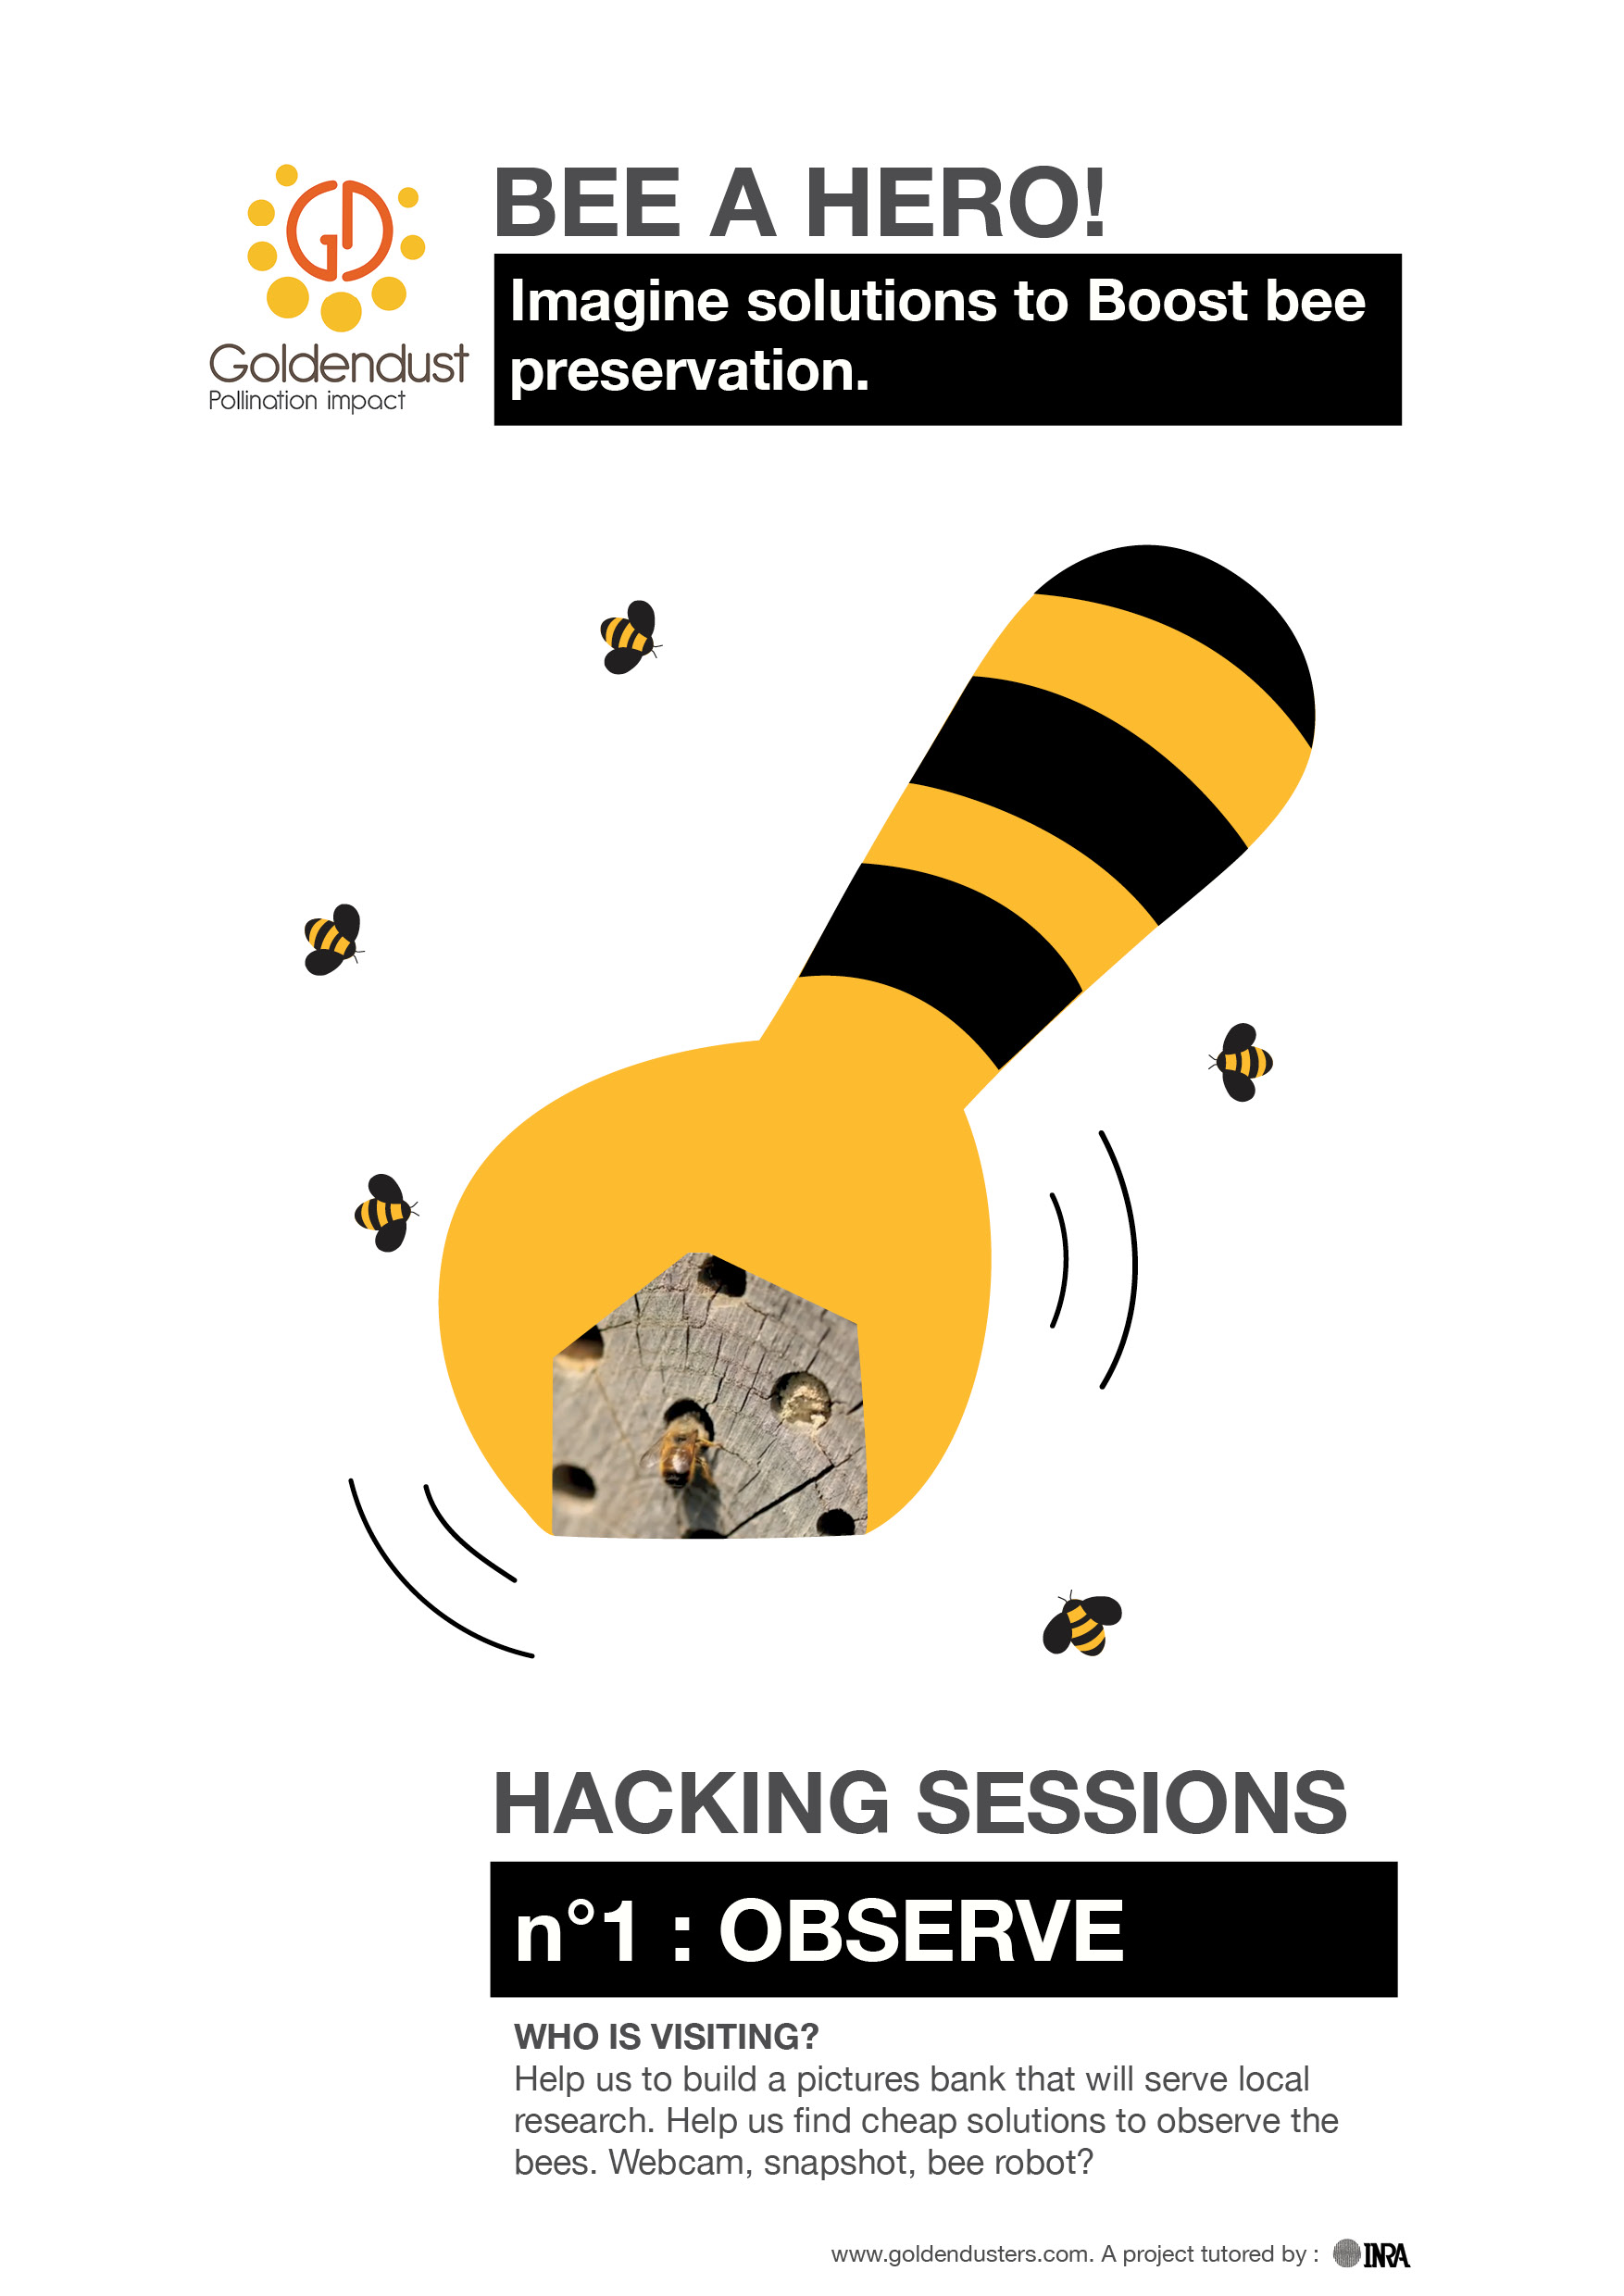 GD
Goldendust
Pollination impact
BEE A HERO!
Imagine solutions to Boost bee
preservation.
HACKING SESSIONS
n°1 : OBSERVE
WHO IS VISITING?
Help us to build a pictures bank that will serve local
research. Help us find cheap solutions to observe the
bees. Webcam, snapshot, bee robot?
www.goldendusters.com. A project tutored by : INRA